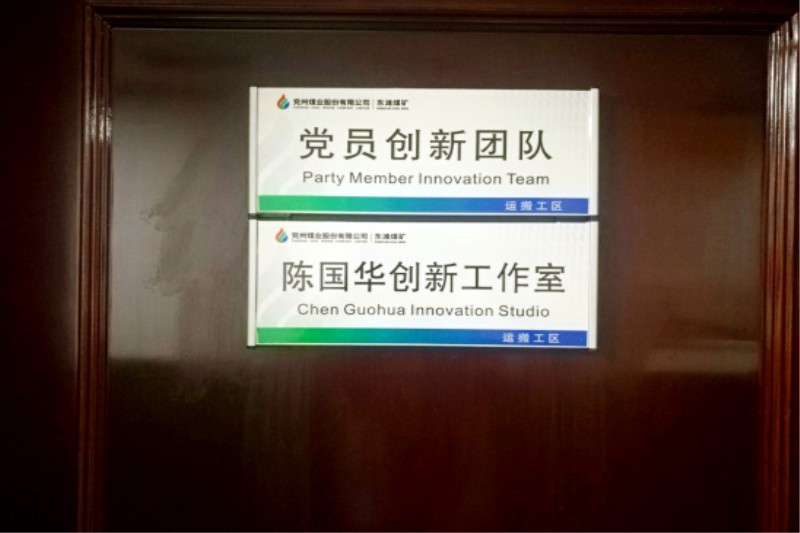 兖州煤业股份有限公司 东滩煤矿
党员创新团队
Party Member Innovation Team
运搬工区
兖州煤业股份有限公司 东滩煤矿
陈国华创新工作室
Chen Guohua Innovation Studio
运搬工区